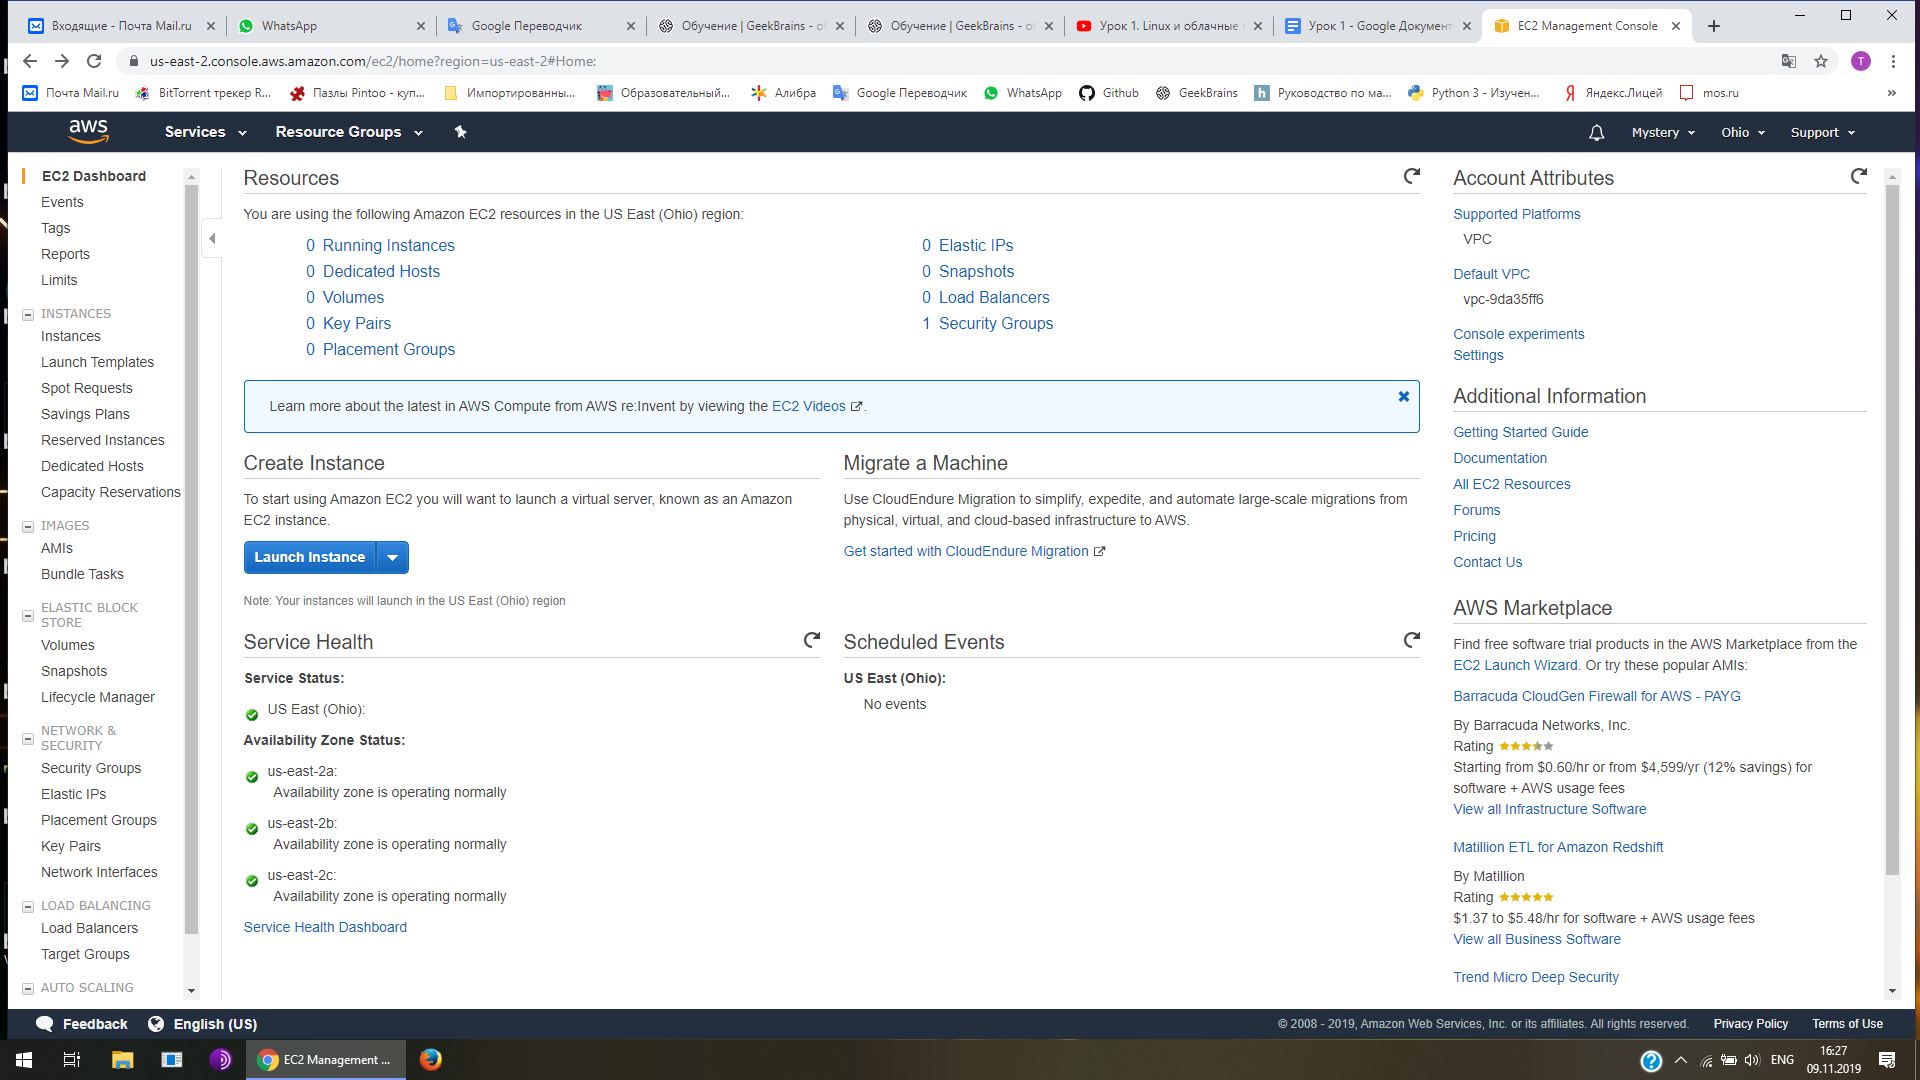 Входящие - Почта Mail.ru
WhatsApp
Google Переводчик
Обучение | GeekBrains - об
Обучение | GeekBrains - об
Урок 1. Linux и облачные
Урок 1 - Google Документ
EC2 Management Console
us-east-2.console.aws.amazon.com/ec2/home?region=us-east-2#Home:
T
Почта Mail.ru
BitTorrent трекер R...
Пазлы Pintoo - куп...
Импортированны...
Образовательный...
Алибра
Google Переводчик
WhatsApp
Github
GeekBrains
Руководство по ма...
Python 3 - Изучен...
Яндекс.Лицей
mos.ru
»
aws
Services
Resource Groups
Mystery
Ohio
Support
EC2 Dashboard
Events
Tags
Reports
Limits
INSTANCES
Instances
Launch Templates
Spot Requests
Savings Plans
Reserved Instances
Dedicated Hosts
Capacity Reservations
IMAGES
AMIs
Bundle Tasks
ELASTIC BLOCK
STORE
Volumes
Snapshots
Lifecycle Manager
NETWORK &
SECURITY
Security Groups
Elastic IPs
Placement Groups
Key Pairs
Network Interfaces
LOAD BALANCING
Load Balancers
Target Groups
AUTO SCALING
Resources
You are using the following Amazon EC2 resources in the US East (Ohio) region:
0 Running Instances
0 Dedicated Hosts
0 Volumes
0 Key Pairs
0 Placement Groups
0 Elastic IPs
0 Snapshots
0 Load Balancers
1 Security Groups
Learn more about the latest in AWS Compute from AWS re:Invent by viewing the EC2 Videos .
Create Instance
To start using Amazon EC2 you will want to launch a virtual server, known as an Amazon
EC2 instance.
Launch Instance
Note: Your instances will launch in the US East (Ohio) region
Migrate a Machine
Use CloudEndure Migration to simplify, expedite, and automate large-scale migrations from
physical, virtual, and cloud-based infrastructure to AWS.
Get started with CloudEndure Migration
Service Health
Service Status:
US East (Ohio):
Availability Zone Status:
us-east-2a:
Availability zone is operating normally
us-east-2b:
Availability zone is operating normally
us-east-2c:
Availability zone is operating normally
Service Health Dashboard
Scheduled Events
US East (Ohio):
No events
Account Attributes
Supported Platforms
VPC
Default VPC
vpc-9da35ff6
Console experiments
Settings
Additional Information
Getting Started Guide
Documentation
All EC2 Resources
Forums
Pricing
Contact Us
AWS Marketplace
Find free software trial products in the AWS Marketplace from the
EC2 Launch Wizard. Or try these popular AMIs:
Barracuda CloudGen Firewall for AWS - PAYG
By Barracuda Networks, Inc.
Rating
Starting from $0.60/hr or from $4,599/yr (12% savings) for
software + AWS usage fees
View all Infrastructure Software
Matillion ETL for Amazon Redshift
By Matillion
Rating
$1.37 to $5.48/hr for software + AWS usage fees
View all Business Software
Trend Micro Deep Security
Feedback
English (US)
© 2008 - 2019, Amazon Web Services, Inc. or its affiliates. All rights reserved.
Privacy Policy
Terms of Use
EC2 Management ...
ENG
16:27
09.11.2019